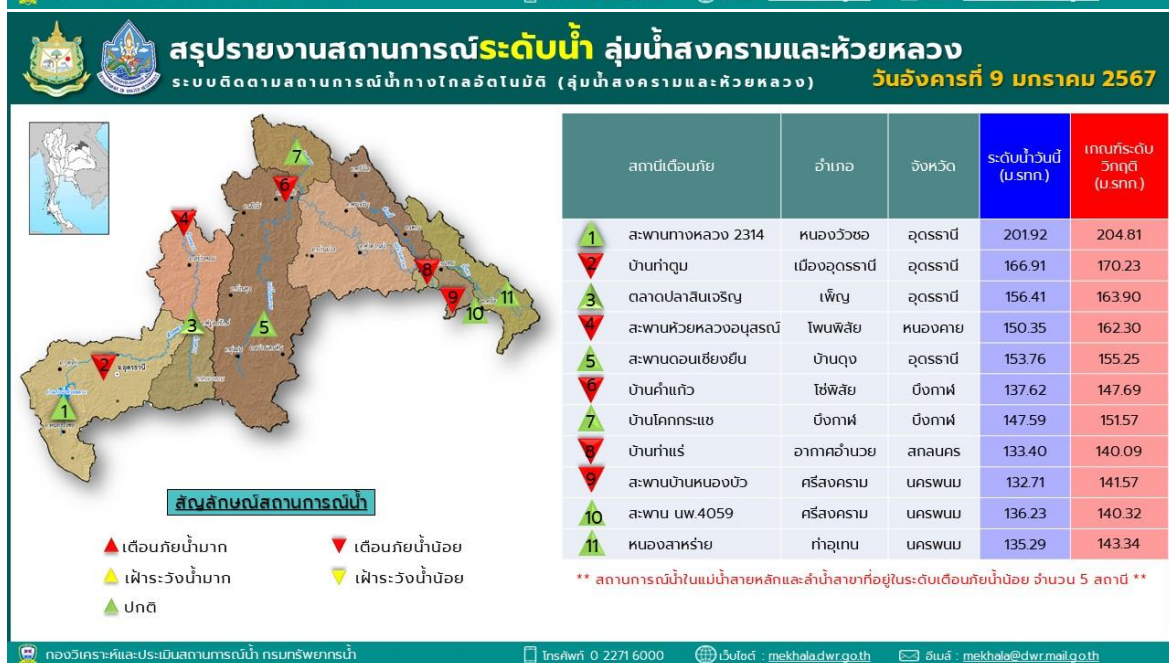 สรุปรายงานสถานการณ์ระดับน้ำ ลุ่มน้ำสงครามและห้วยหลวง
ระบบติดตามสถานการณ์น้ำทางไกลอัตโนมัติ (ลุ่มน้ำสงครามและห้วยหลวง) วันอังคารที่ 9 มกราคม 2567
สถานีเตือนภัย อำเภอ จังหวัด ระดับน้ำวันนี้ (ม.รทก.) เกณฑ์ระดับวิกฤติ (ม.รทก.)
1 สะพานทางหลวง 2314 หนองวัวซอ อุดรธานี 201.92 204.81
2 บ้านท่าตูม เมืองอุดรธานี อุดรธานี 166.91 170.23
3 ตลาดปลาสินเจริญ เพ็ญ อุดรธานี 156.41 163.90
4 สะพานห้วยหลวงอนุสรณ์ โพนพิสัย หนองคาย 150.35 162.30
5 สะพานดอนเชียงยืน บ้านดุง อุดรธานี 153.76 155.25
6 บ้านคำแก้ว โซ่พิสัย บึงกาฬ 137.62 147.69
7 บ้านโคกกระแซ บึงกาฬ บึงกาฬ 147.59 151.57
8 บ้านท่าแร่ อากาศอำนวย สกลนคร 133.40 140.09
9 สะพานบ้านหนองบัว ศรีสงคราม นครพนม 132.71 141.57
10 สะพาน นพ.4059 ศรีสงคราม นครพนม 136.23 140.32
11 หนองสาหร่าย ท่าอุเทน นครพนม 135.29 143.34
** สถานการณ์น้ำในแม่น้ำสายหลักและลำน้ำสาขาที่อยู่ในระดับเตือนภัยน้ำน้อย จำนวน 5 สถานี **
7
6
4
8
9
11
10
3
5
2
อ.อุดรธานี
1
สัญลักษณ์สถานการณ์น้ำ
เตือนภัยน้ำมาก เตือนภัยน้ำน้อย
เฝ้าระวังน้ำมาก เฝ้าระวังน้ำน้อย
ปกติ
กองวิเคราะห์และประเมินสถานการณ์น้ำ กรมทรัพยากรน้ำ โทรศัพท์ 0 2271 6000 เว็บไซต์ : mekhala.dwr.go.th อีเมล์ : mekhala@dwr.mail.go.th